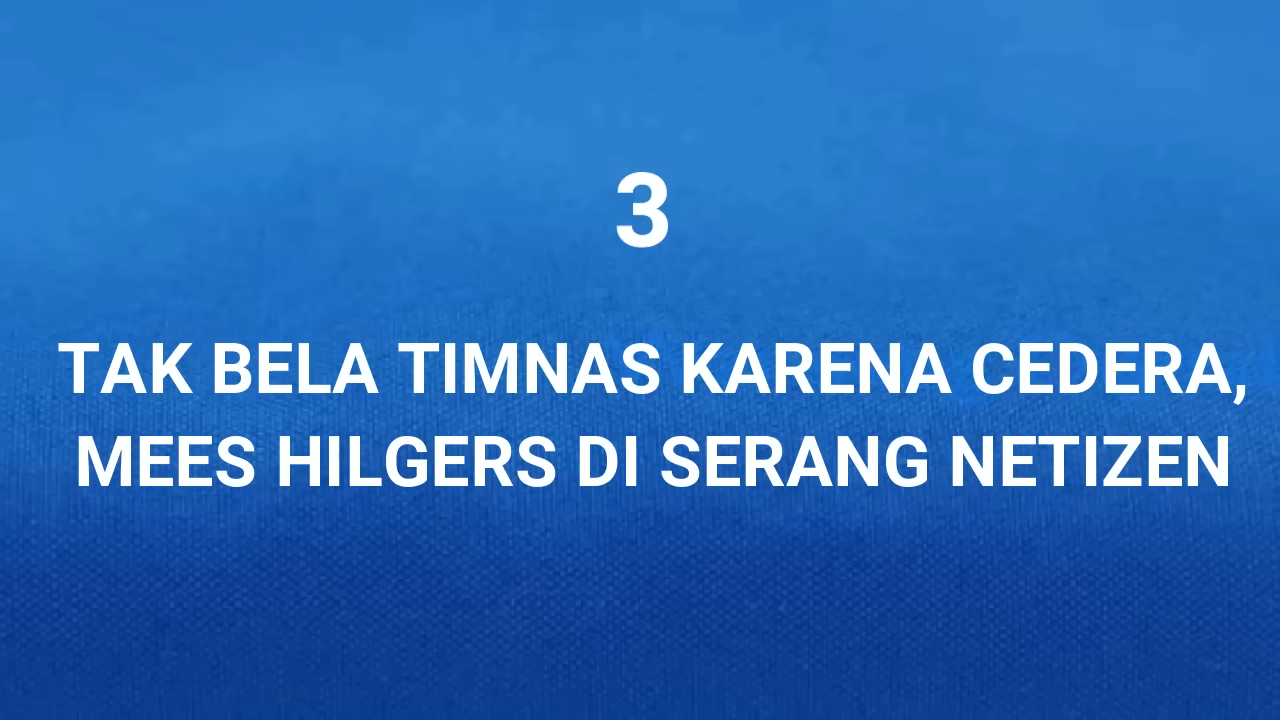 3
TAK BELA TIMNAS KARENA CEDERA,
MEES HILGERS DI SERANG NETIZEN